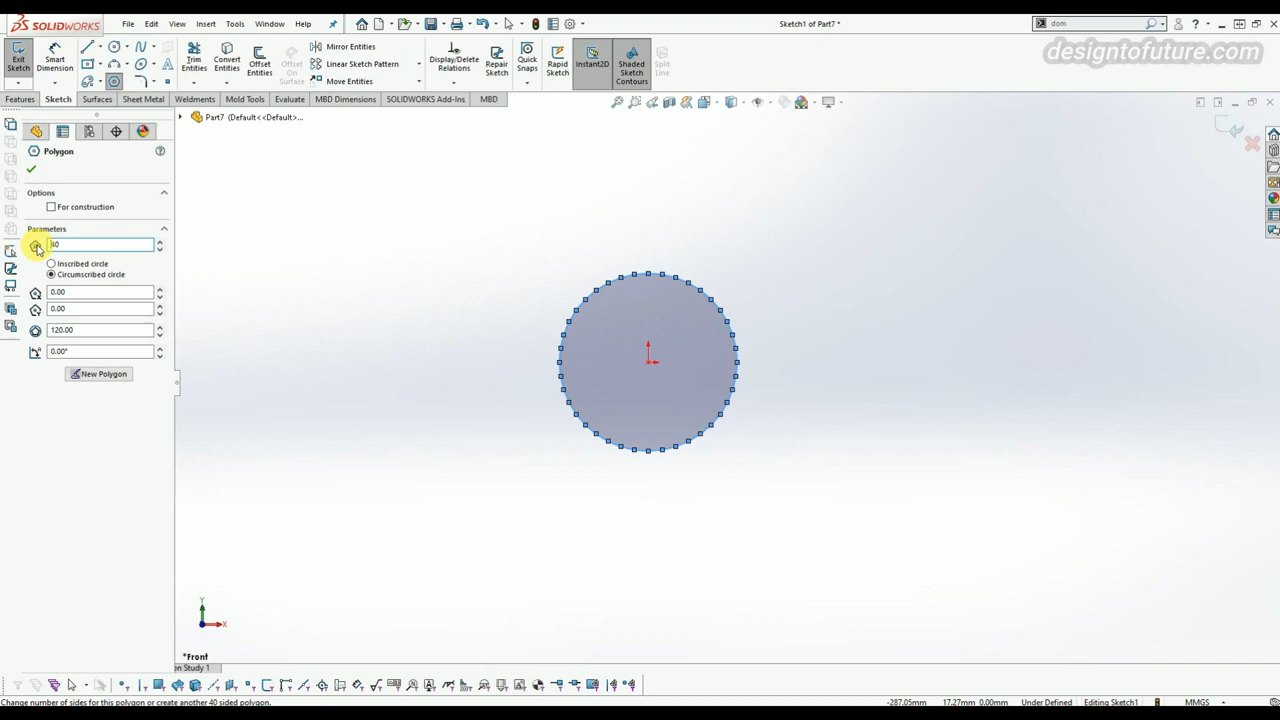 SOLIDWORKS
File Edit View Insert Tools Window Help
Sketch1 of Part7 *
dom
designtofuture.com
Exit Sketch
Smart Dimension
Trim Entities
Convert Entities
Offset Entities
Offset On Surface
Mirror Entities
Linear Sketch Pattern
Move Entities
Display/Delete Relations
Repair Sketch
Quick Snaps
Rapid Sketch
Instant2D
Shaded Sketch Contours
Split Line
Features Sketch Surfaces Sheet Metal Weldments Mold Tools Evaluate MBD Dimensions SOLIDWORKS Add-Ins MBD
Part7 (Default<<Default>...
Polygon
Options
For construction
Parameters
40
Inscribed circle
Circumscribed circle
0.00
0.00
120.00
0.00°
New Polygon
Y
X
*Front
on Study 1
Change number of sides for this polygon or create another 40 sided polygon.
-287.05mm 17.27mm 0.00mm Under Defined Editing Sketch1 MMGS